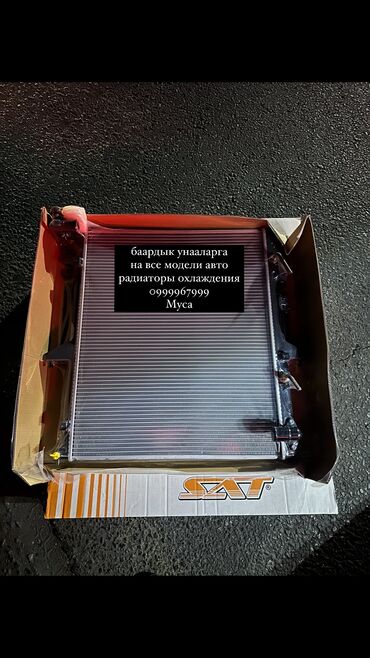 баардык унааларга
на все модели авто
радиаторы охлаждения
0999967999
Муса
SAT